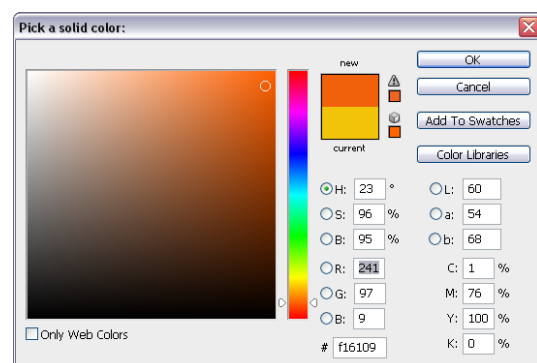 Pick a solid color:
new
OK
Cancel
Add To Swatches
current
Color Libraries
H: 23 ° L: 60
S: 96 % a: 54
B: 95 % b: 68
R: 241 C: 1 %
G: 97 M: 76 %
B: 9 Y: 100 %
Only Web Colors
# f16109 K: 0 %